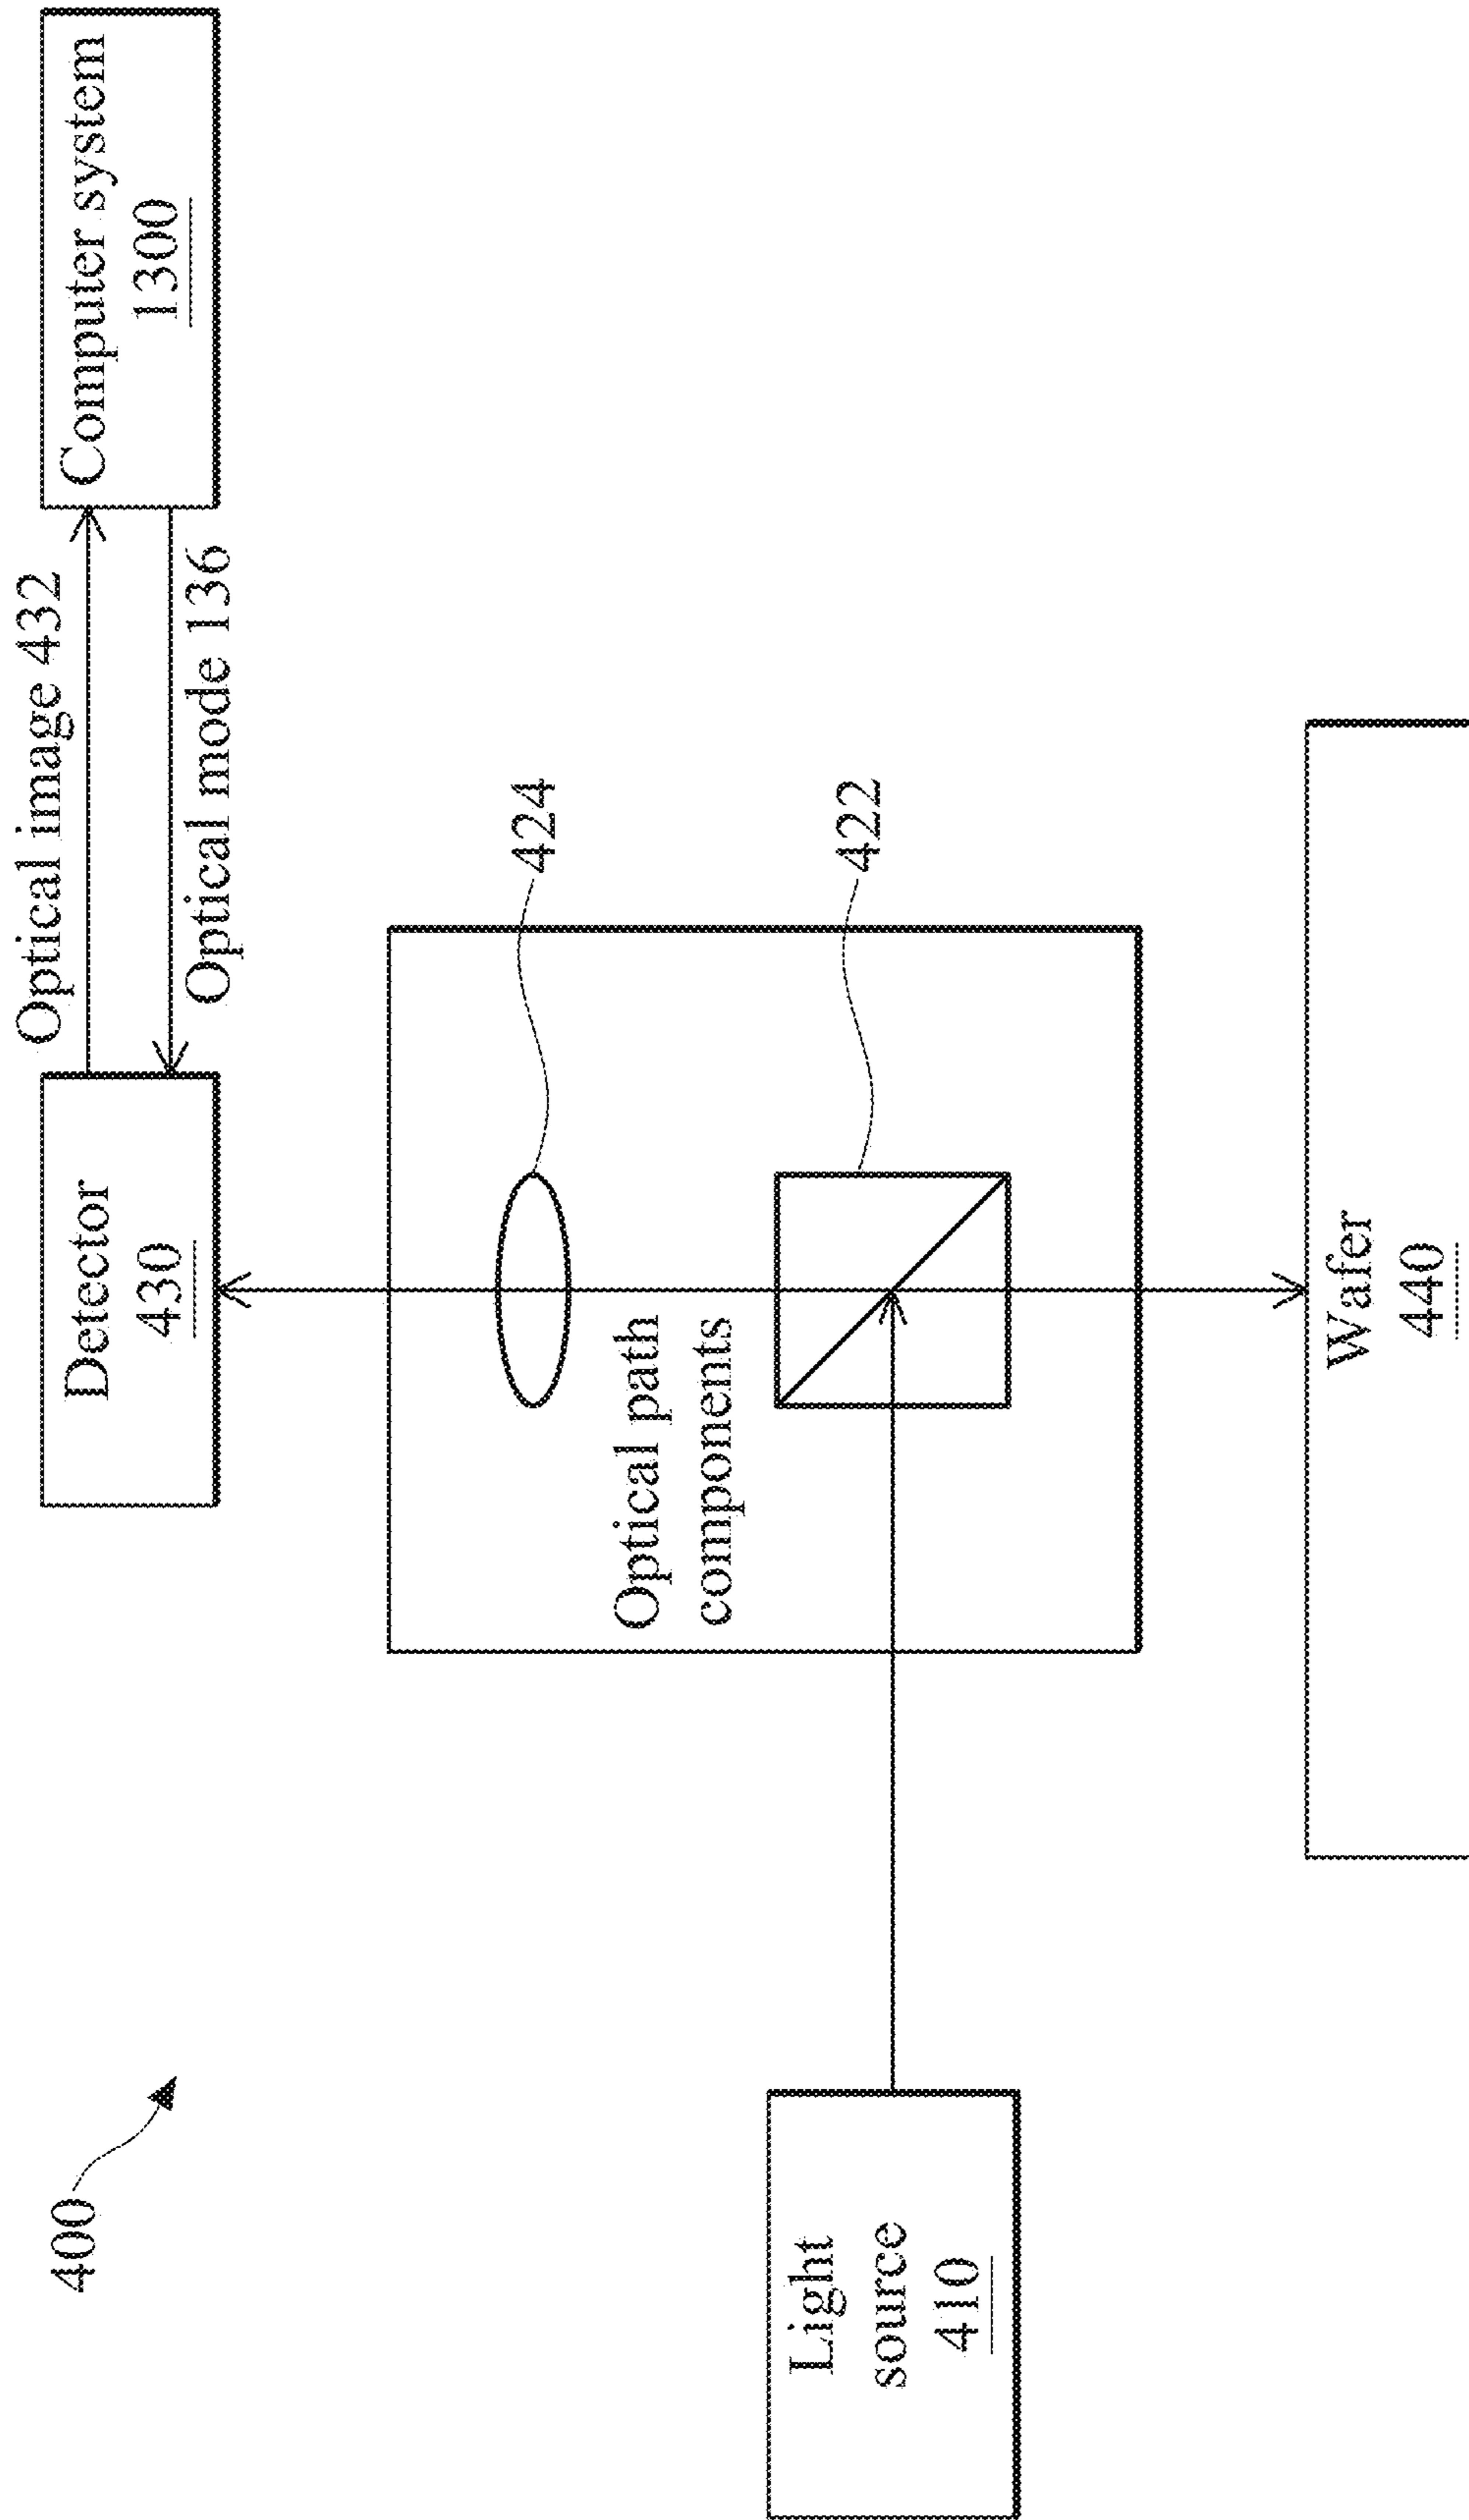 400
Detector
430
Optical image 432
Optical mode 136
Computer system
1300
424
Optical path
components
422
Light
source
410
Wafer
440